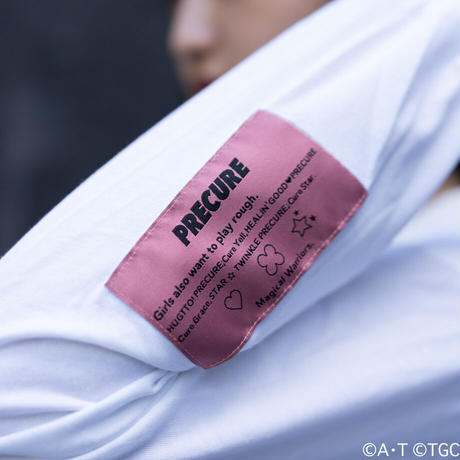 PRECURE
Girls also want to play rough.
HUGTTO! PRECURE;Cure Yell. HEALIN' GOOD♥PRECURE
Cure Grace. STAR☆TWINKLE PRECURE;Cure Star.
Magical Warriors.
©A・T ©TGC